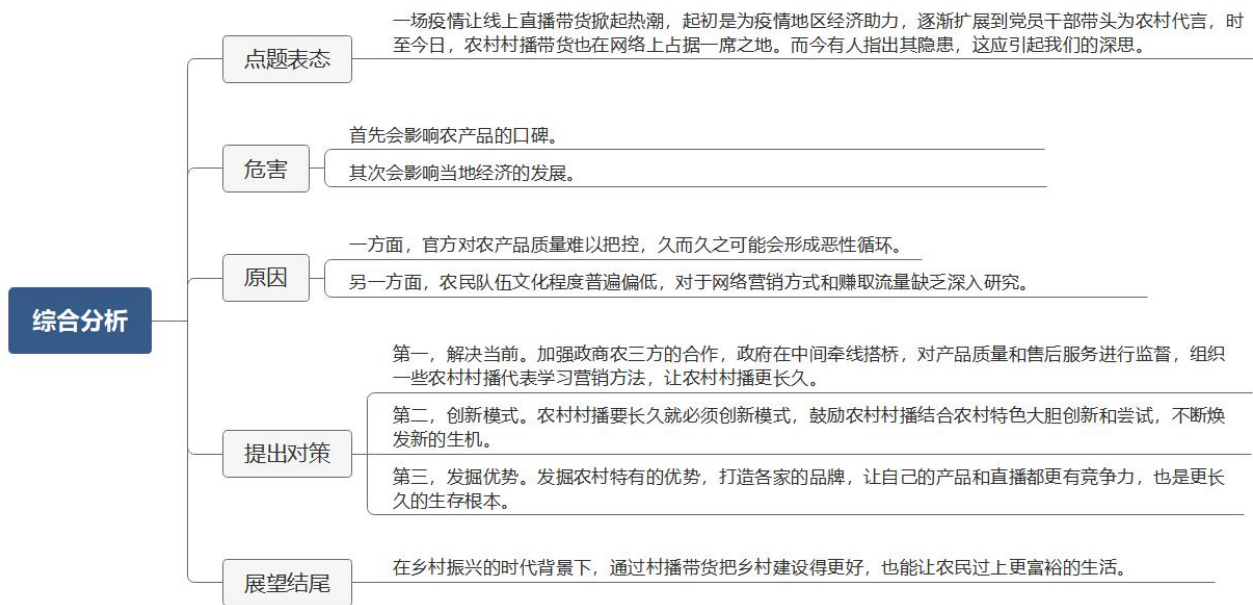 综合分析
点题表态
一场疫情让线上直播带货掀起热潮，起初是为疫情地区经济助力，逐渐扩展到党员干部带头为农村代言，时
至今日，农村村播带货也在网络上占据一席之地。而今有人指出其隐患，这应引起我们的深思。
危害
首先会影响农产品的口碑。
其次会影响当地经济的发展。
原因
一方面，官方对农产品质量难以把控，久而久之可能会形成恶性循环。
另一方面，农民队伍文化程度普遍偏低，对于网络营销方式和赚取流量缺乏深入研究。
提出对策
第一，解决当前。加强政商农三方的合作，政府在中间牵线搭桥，对产品质量和售后服务进行监督，组织
一些农村村播代表学习营销方法，让农村村播更长久。
第二，创新模式。农村村播要长久就必须创新模式，鼓励农村村播结合农村特色大胆创新和尝试，不断焕
发新的生机。
第三，发掘优势。发掘农村特有的优势，打造各家的品牌，让自己的产品和直播都更有竞争力，也是更长
久的生存根本。
展望结尾
在乡村振兴的时代背景下，通过村播带货把乡村建设得更好，也能让农民过上更富裕的生活。